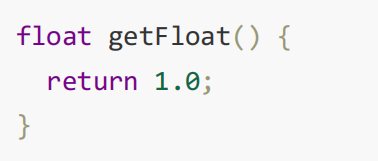 float getFloat() {
  return 1.0;
}